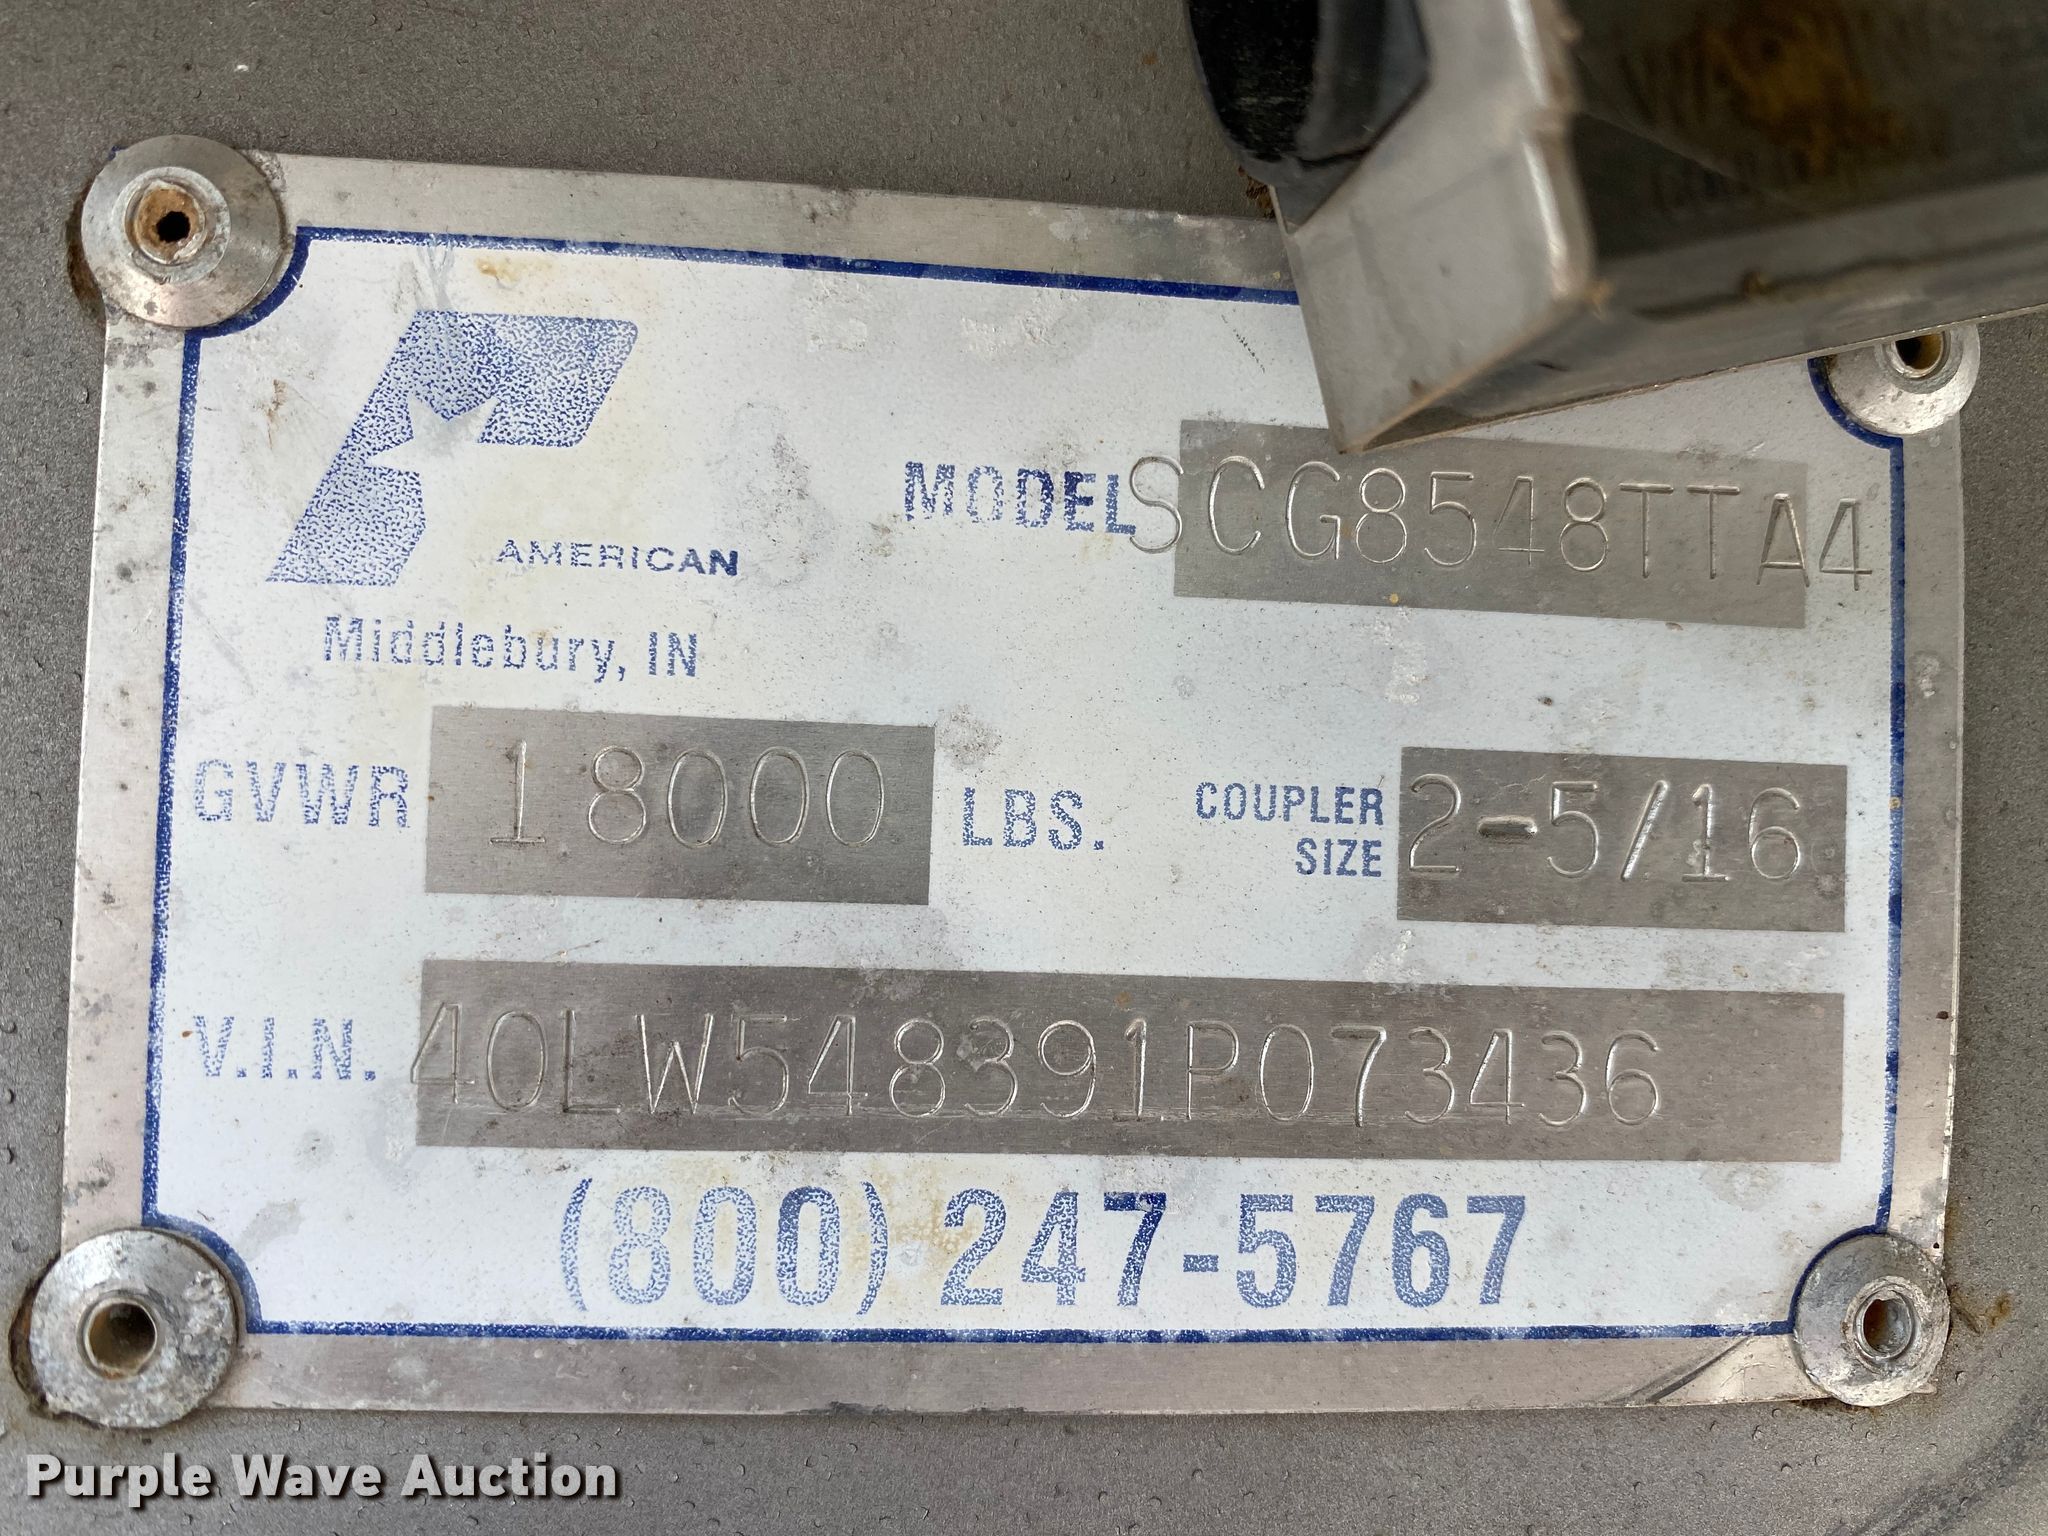 MODEL SCG8548TTA4
AMERICAN
Middlebury, IN
GVWR 18000 LBS.
COUPLER SIZE 2-5/16
V.I.N. 40LW548391P073436
(800) 247-5767
Purple Wave Auction